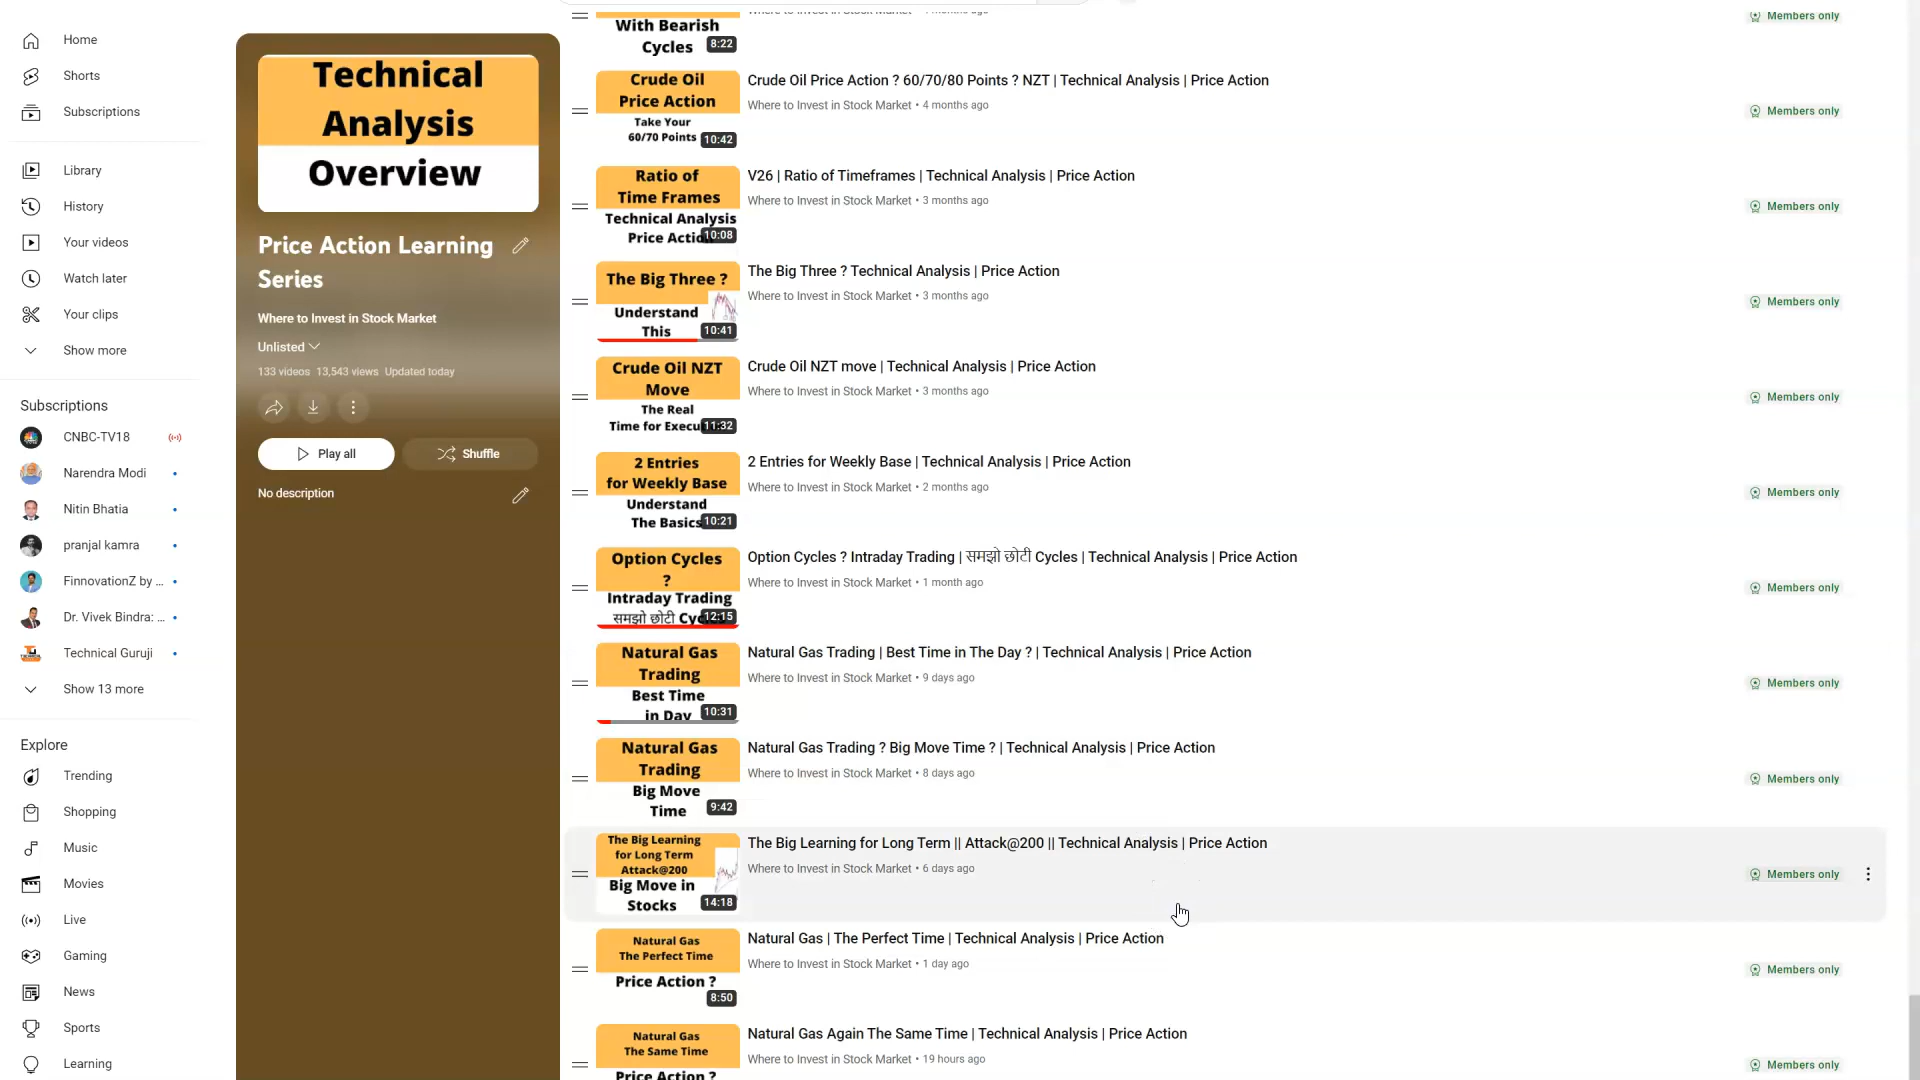 Home
Shorts
Subscriptions
Library
History
Your videos
Watch later
Your clips
Show more
Subscriptions
CNBC-TV18
Narendra Modi
Nitin Bhatia
pranjal kamra
FinnovationZ by ...
Dr. Vivek Bindra: ...
Technical Guruji
Show 13 more
Explore
Trending
Shopping
Music
Movies
Live
Gaming
News
Sports
Learning
Technical
Analysis
Overview
Price Action Learning
Series
Where to Invest in Stock Market
Unlisted
133 videos 13,543 views Updated today
Play all
Shuffle
No description
With Bearish
Cycles
8:22
Members only
Crude Oil
Price Action
Take Your
60/70 Points
10:42
Crude Oil Price Action ? 60/70/80 Points ? NZT | Technical Analysis | Price Action
Where to Invest in Stock Market • 4 months ago
Members only
Ratio of
Time Frames
Technical Analysis
Price Action
10:08
V26 | Ratio of Timeframes | Technical Analysis | Price Action
Where to Invest in Stock Market • 3 months ago
Members only
The Big Three ?
Understand
This
10:41
The Big Three ? Technical Analysis | Price Action
Where to Invest in Stock Market • 3 months ago
Members only
Crude Oil NZT
Move
The Real
Time for
11:32
Crude Oil NZT move | Technical Analysis | Price Action
Where to Invest in Stock Market • 3 months ago
Members only
2 Entries
for Weekly Base
Understand
The Basics
10:21
2 Entries for Weekly Base | Technical Analysis | Price Action
Where to Invest in Stock Market • 2 months ago
Members only
Option Cycles
?
Intraday Trading
समझो छोटी Cycles
12:15
Option Cycles ? Intraday Trading | समझो छोटी Cycles | Technical Analysis | Price Action
Where to Invest in Stock Market • 1 month ago
Members only
Natural Gas
Trading
Best Time
in Day
10:31
Natural Gas Trading | Best Time in The Day ? | Technical Analysis | Price Action
Where to Invest in Stock Market • 9 days ago
Members only
Natural Gas
Trading
Big Move
Time
9:42
Natural Gas Trading ? Big Move Time ? | Technical Analysis | Price Action
Where to Invest in Stock Market • 8 days ago
Members only
The Big Learning
for Long Term
Attack@200
Big Move in
Stocks
14:18
The Big Learning for Long Term || Attack@200 || Technical Analysis | Price Action
Where to Invest in Stock Market • 6 days ago
Members only
Natural Gas
The Perfect Time
Price Action ?
8:50
Natural Gas | The Perfect Time | Technical Analysis | Price Action
Where to Invest in Stock Market • 1 day ago
Members only
Natural Gas
The Same Time
Price Action ?
Natural Gas Again The Same Time | Technical Analysis | Price Action
Where to Invest in Stock Market • 19 hours ago
Members only